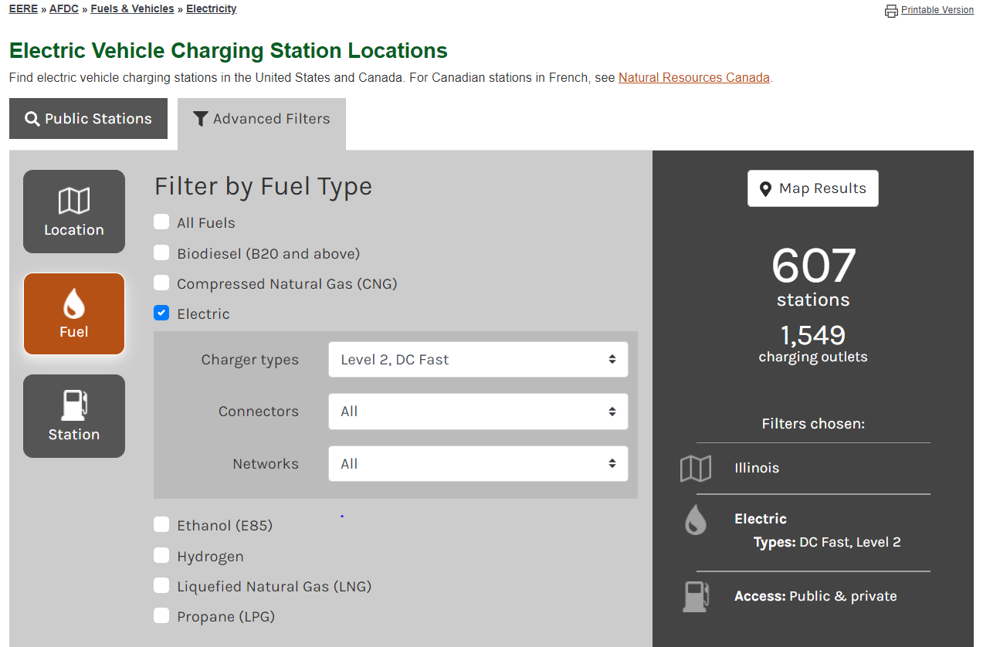 EERE » AFDC » Fuels & Vehicles » Electricity
Printable Version
Electric Vehicle Charging Station Locations
Find electric vehicle charging stations in the United States and Canada. For Canadian stations in French, see Natural Resources Canada.
Public Stations
Advanced Filters
Location
Fuel
Station
Filter by Fuel Type
All Fuels
Biodiesel (B20 and above)
Compressed Natural Gas (CNG)
Electric
Charger types
Level 2, DC Fast
Connectors
All
Networks
All
Ethanol (E85)
Hydrogen
Liquefied Natural Gas (LNG)
Propane (LPG)
Map Results
607
stations
1,549
charging outlets
Filters chosen:
Illinois
Electric
Types: DC Fast, Level 2
Access: Public & private